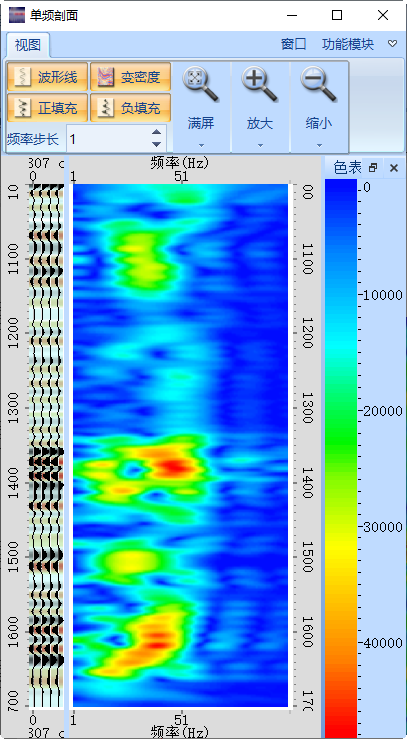 单频剖面
视图
窗口 功能模块
波形线 变密度
正填充 负填充
频率步长 1
满屏 放大 缩小
307 c 频率(Hz)
0 1 51
色表
10
1100
1200
1300
1400
1500
1600
700
00
1100
1200
1300
1400
1500
1600
170
0
10000
20000
30000
40000
0 1 51
307 c 频率(Hz)